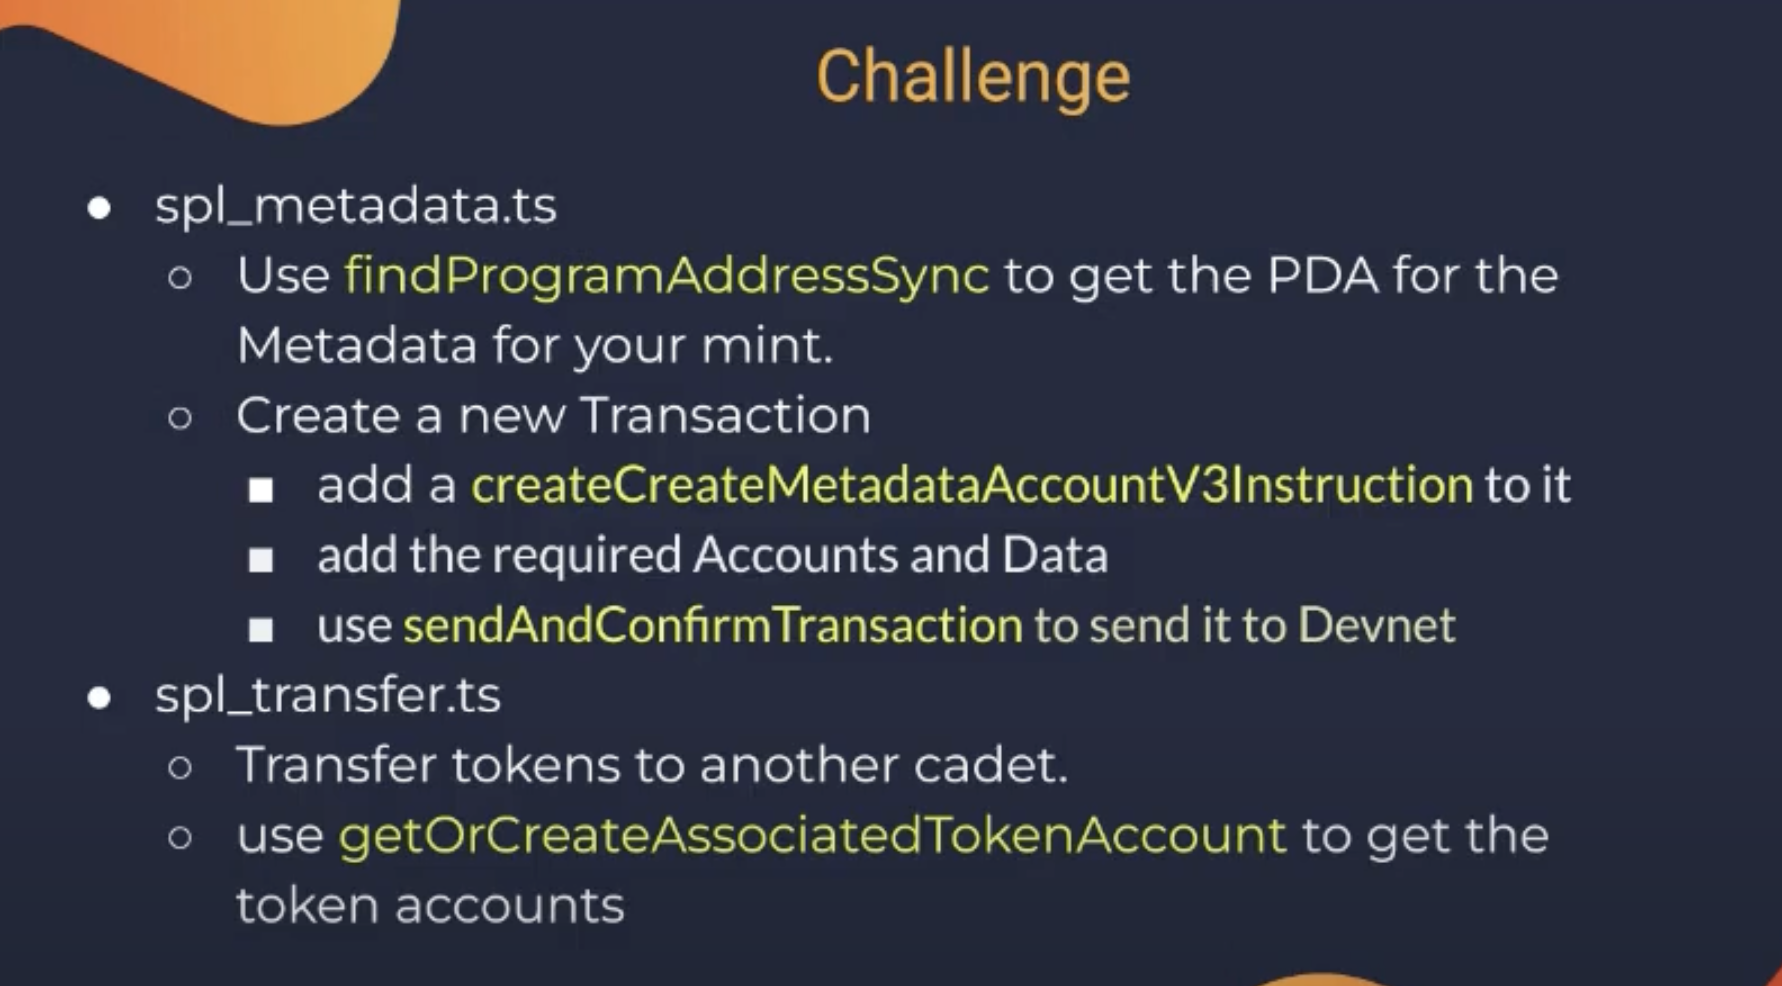 Challenge
spl_metadata.ts
Use findProgramAddressSync to get the PDA for the
Metadata for your mint.
Create a new Transaction
add a createCreateMetadataAccountV3Instruction to it
add the required Accounts and Data
use sendAndConfirmTransaction to send it to Devnet
spl_transfer.ts
Transfer tokens to another cadet.
use getOrCreateAssociatedTokenAccount to get the
token accounts